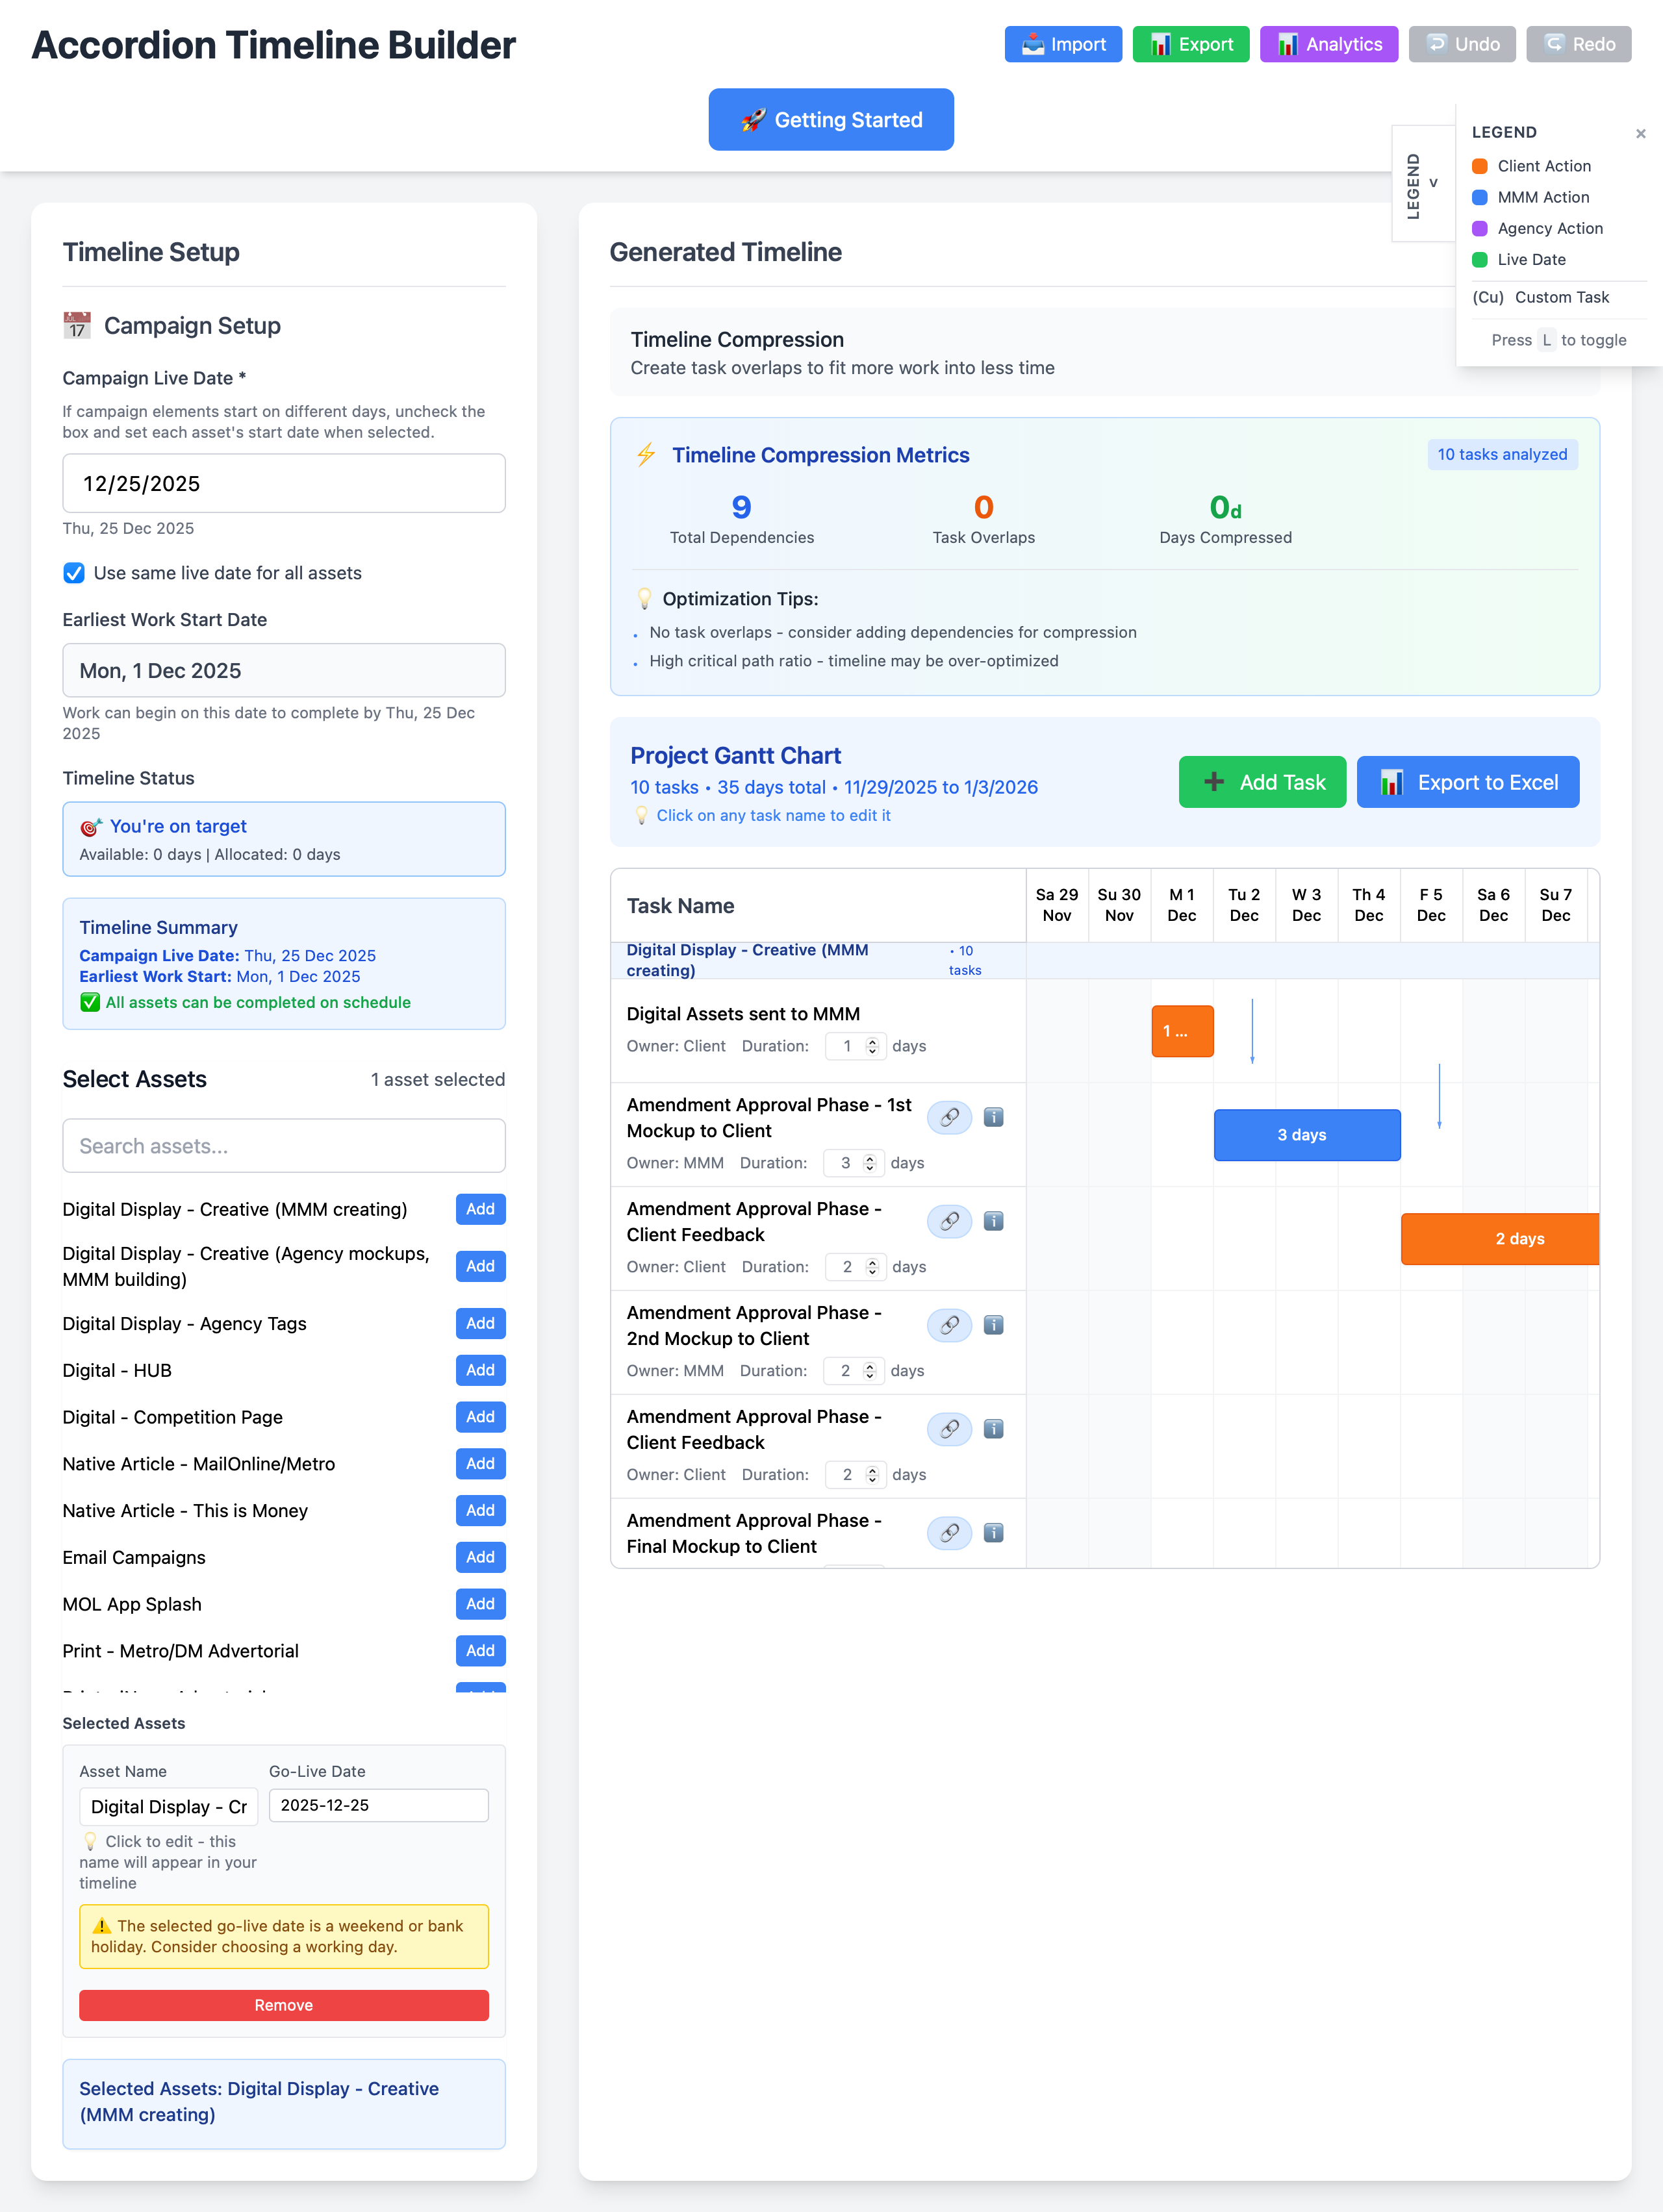 Accordion Timeline Builder
📥 Import
📊 Export
📊 Analytics
↩️ Undo
↪️ Redo
🚀 Getting Started
LEGEND
v
LEGEND
×
Client Action
MMM Action
Agency Action
Live Date
(Cu) Custom Task
Press L to toggle
Timeline Setup
📅 Campaign Setup
Campaign Live Date *
If campaign elements start on different days, uncheck the
box and set each asset's start date when selected.
12/25/2025
Thu, 25 Dec 2025
Use same live date for all assets
Earliest Work Start Date
Mon, 1 Dec 2025
Work can begin on this date to complete by Thu, 25 Dec
2025
Timeline Status
🎯 You're on target
Available: 0 days | Allocated: 0 days
Timeline Summary
Campaign Live Date: Thu, 25 Dec 2025
Earliest Work Start: Mon, 1 Dec 2025
✅ All assets can be completed on schedule
Select Assets
1 asset selected
Search assets...
Digital Display - Creative (MMM creating)
Add
Digital Display - Creative (Agency mockups,
MMM building)
Add
Digital Display - Agency Tags
Add
Digital - HUB
Add
Digital - Competition Page
Add
Native Article - MailOnline/Metro
Add
Native Article - This is Money
Add
Email Campaigns
Add
MOL App Splash
Add
Print - Metro/DM Advertorial
Add
Selected Assets
Asset Name
Go-Live Date
Digital Display - Cr
2025-12-25
💡 Click to edit - this
name will appear in your
timeline
⚠️ The selected go-live date is a weekend or bank
holiday. Consider choosing a working day.
Remove
Selected Assets: Digital Display - Creative
(MMM creating)
Generated Timeline
Timeline Compression
Create task overlaps to fit more work into less time
⚡ Timeline Compression Metrics
10 tasks analyzed
9
Total Dependencies
0
Task Overlaps
0d
Days Compressed
💡 Optimization Tips:
• No task overlaps - consider adding dependencies for compression
• High critical path ratio - timeline may be over-optimized
Project Gantt Chart
10 tasks • 35 days total • 11/29/2025 to 1/3/2026
💡 Click on any task name to edit it
➕ Add Task
📊 Export to Excel
Task Name
Sa 29
Nov
Su 30
Nov
M 1
Dec
Tu 2
Dec
W 3
Dec
Th 4
Dec
F 5
Dec
Sa 6
Dec
Su 7
Dec
Digital Display - Creative (MMM
creating)
• 10
tasks
Digital Assets sent to MMM
Owner: Client Duration: 1 days
1 ...
Amendment Approval Phase - 1st
Mockup to Client
Owner: MMM Duration: 3 days
3 days
Amendment Approval Phase -
Client Feedback
Owner: Client Duration: 2 days
2 days
Amendment Approval Phase -
2nd Mockup to Client
Owner: MMM Duration: 2 days
Amendment Approval Phase -
Client Feedback
Owner: Client Duration: 2 days
Amendment Approval Phase -
Final Mockup to Client